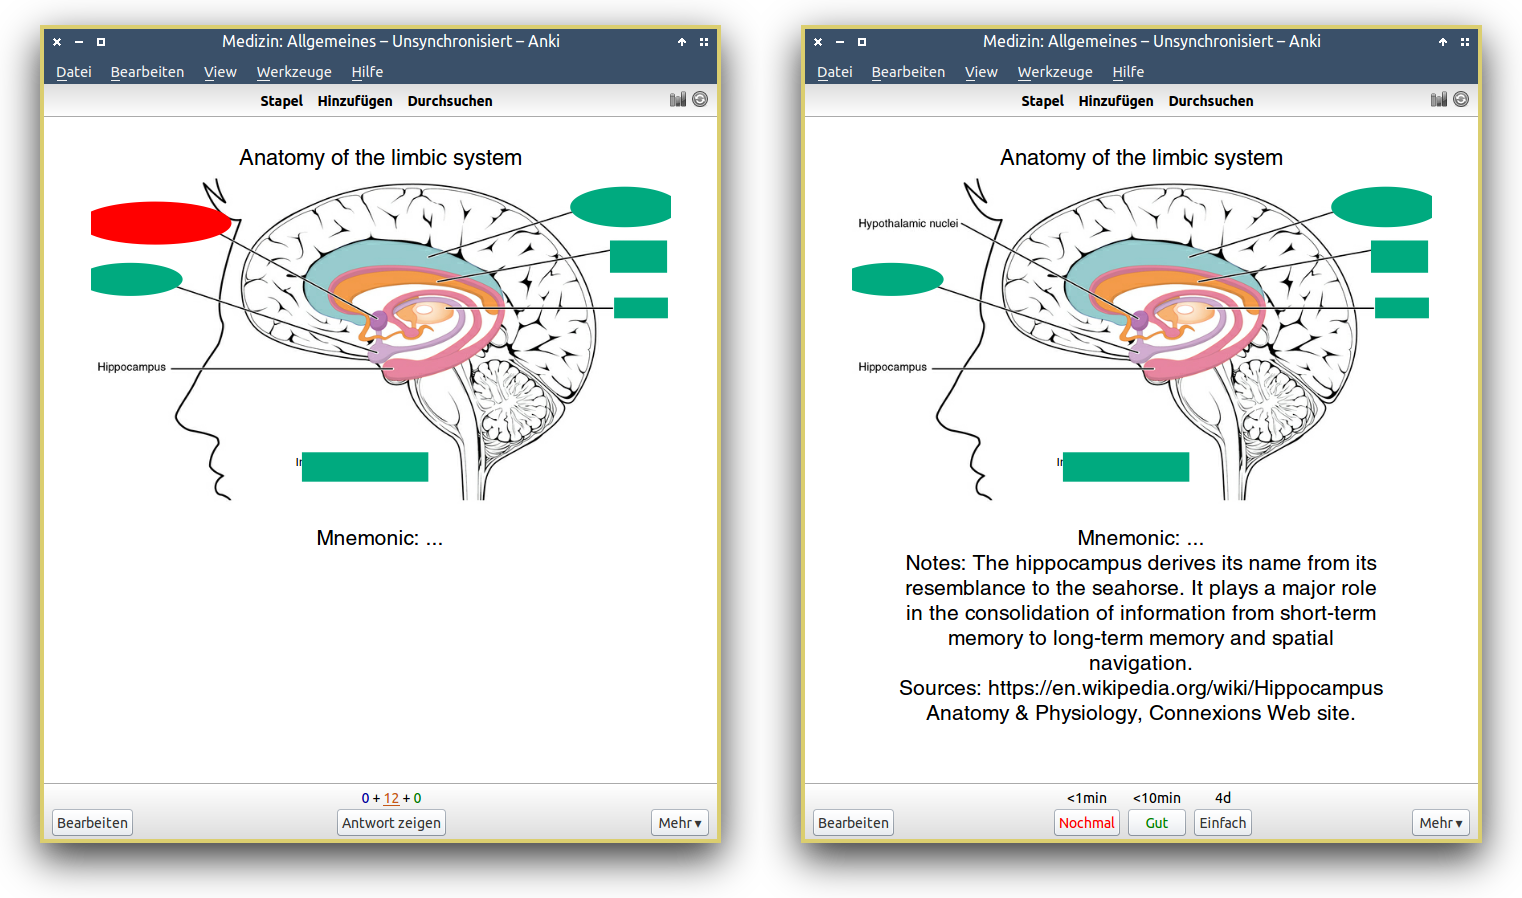 Medizin: Allgemeines – Unsynchronisiert – Anki
Datei Bearbeiten View Werkzeuge Hilfe
Stapel Hinzufügen Durchsuchen
Anatomy of the limbic system
Hippocampus
Mnemonic: ...
0 + 12 + 0
Bearbeiten Antwort zeigen Mehr ▾
Medizin: Allgemeines – Unsynchronisiert – Anki
Datei Bearbeiten View Werkzeuge Hilfe
Stapel Hinzufügen Durchsuchen
Anatomy of the limbic system
Hypothalamic nuclei
Hippocampus
Mnemonic: ...
Notes: The hippocampus derives its name from its
resemblance to the seahorse. It plays a major role
in the consolidation of information from short-term
memory to long-term memory and spatial
navigation.
Sources: https://en.wikipedia.org/wiki/Hippocampus
Anatomy & Physiology, Connexions Web site.
<1min <10min 4d
Bearbeiten Nochmal Gut Einfach Mehr ▾